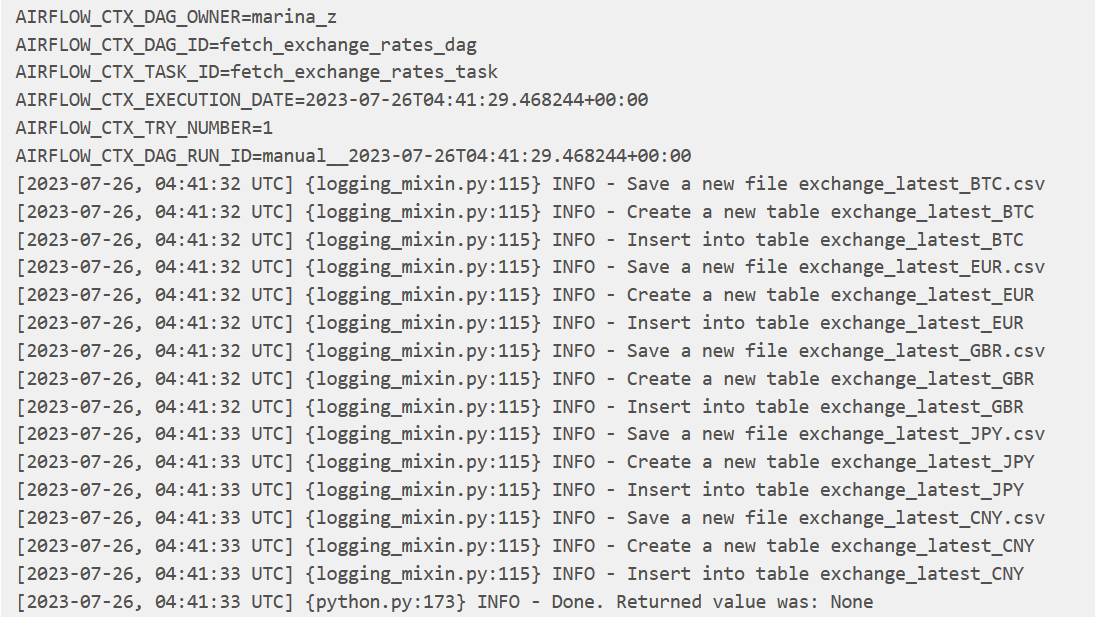 AIRFLOW_CTX_DAG_OWNER=marina_z
AIRFLOW_CTX_DAG_ID=fetch_exchange_rates_dag
AIRFLOW_CTX_TASK_ID=fetch_exchange_rates_task
AIRFLOW_CTX_EXECUTION_DATE=2023-07-26T04:41:29.468244+00:00
AIRFLOW_CTX_TRY_NUMBER=1
AIRFLOW_CTX_DAG_RUN_ID=manual__2023-07-26T04:41:29.468244+00:00
[2023-07-26, 04:41:32 UTC] {logging_mixin.py:115} INFO - Save a new file exchange_latest_BTC.csv
[2023-07-26, 04:41:32 UTC] {logging_mixin.py:115} INFO - Create a new table exchange_latest_BTC
[2023-07-26, 04:41:32 UTC] {logging_mixin.py:115} INFO - Insert into table exchange_latest_BTC
[2023-07-26, 04:41:32 UTC] {logging_mixin.py:115} INFO - Save a new file exchange_latest_EUR.csv
[2023-07-26, 04:41:32 UTC] {logging_mixin.py:115} INFO - Create a new table exchange_latest_EUR
[2023-07-26, 04:41:32 UTC] {logging_mixin.py:115} INFO - Insert into table exchange_latest_EUR
[2023-07-26, 04:41:32 UTC] {logging_mixin.py:115} INFO - Save a new file exchange_latest_GBR.csv
[2023-07-26, 04:41:32 UTC] {logging_mixin.py:115} INFO - Create a new table exchange_latest_GBR
[2023-07-26, 04:41:32 UTC] {logging_mixin.py:115} INFO - Insert into table exchange_latest_GBR
[2023-07-26, 04:41:33 UTC] {logging_mixin.py:115} INFO - Save a new file exchange_latest_JPY.csv
[2023-07-26, 04:41:33 UTC] {logging_mixin.py:115} INFO - Create a new table exchange_latest_JPY
[2023-07-26, 04:41:33 UTC] {logging_mixin.py:115} INFO - Insert into table exchange_latest_JPY
[2023-07-26, 04:41:33 UTC] {logging_mixin.py:115} INFO - Save a new file exchange_latest_CNY.csv
[2023-07-26, 04:41:33 UTC] {logging_mixin.py:115} INFO - Create a new table exchange_latest_CNY
[2023-07-26, 04:41:33 UTC] {logging_mixin.py:115} INFO - Insert into table exchange_latest_CNY
[2023-07-26, 04:41:33 UTC] {python.py:173} INFO - Done. Returned value was: None